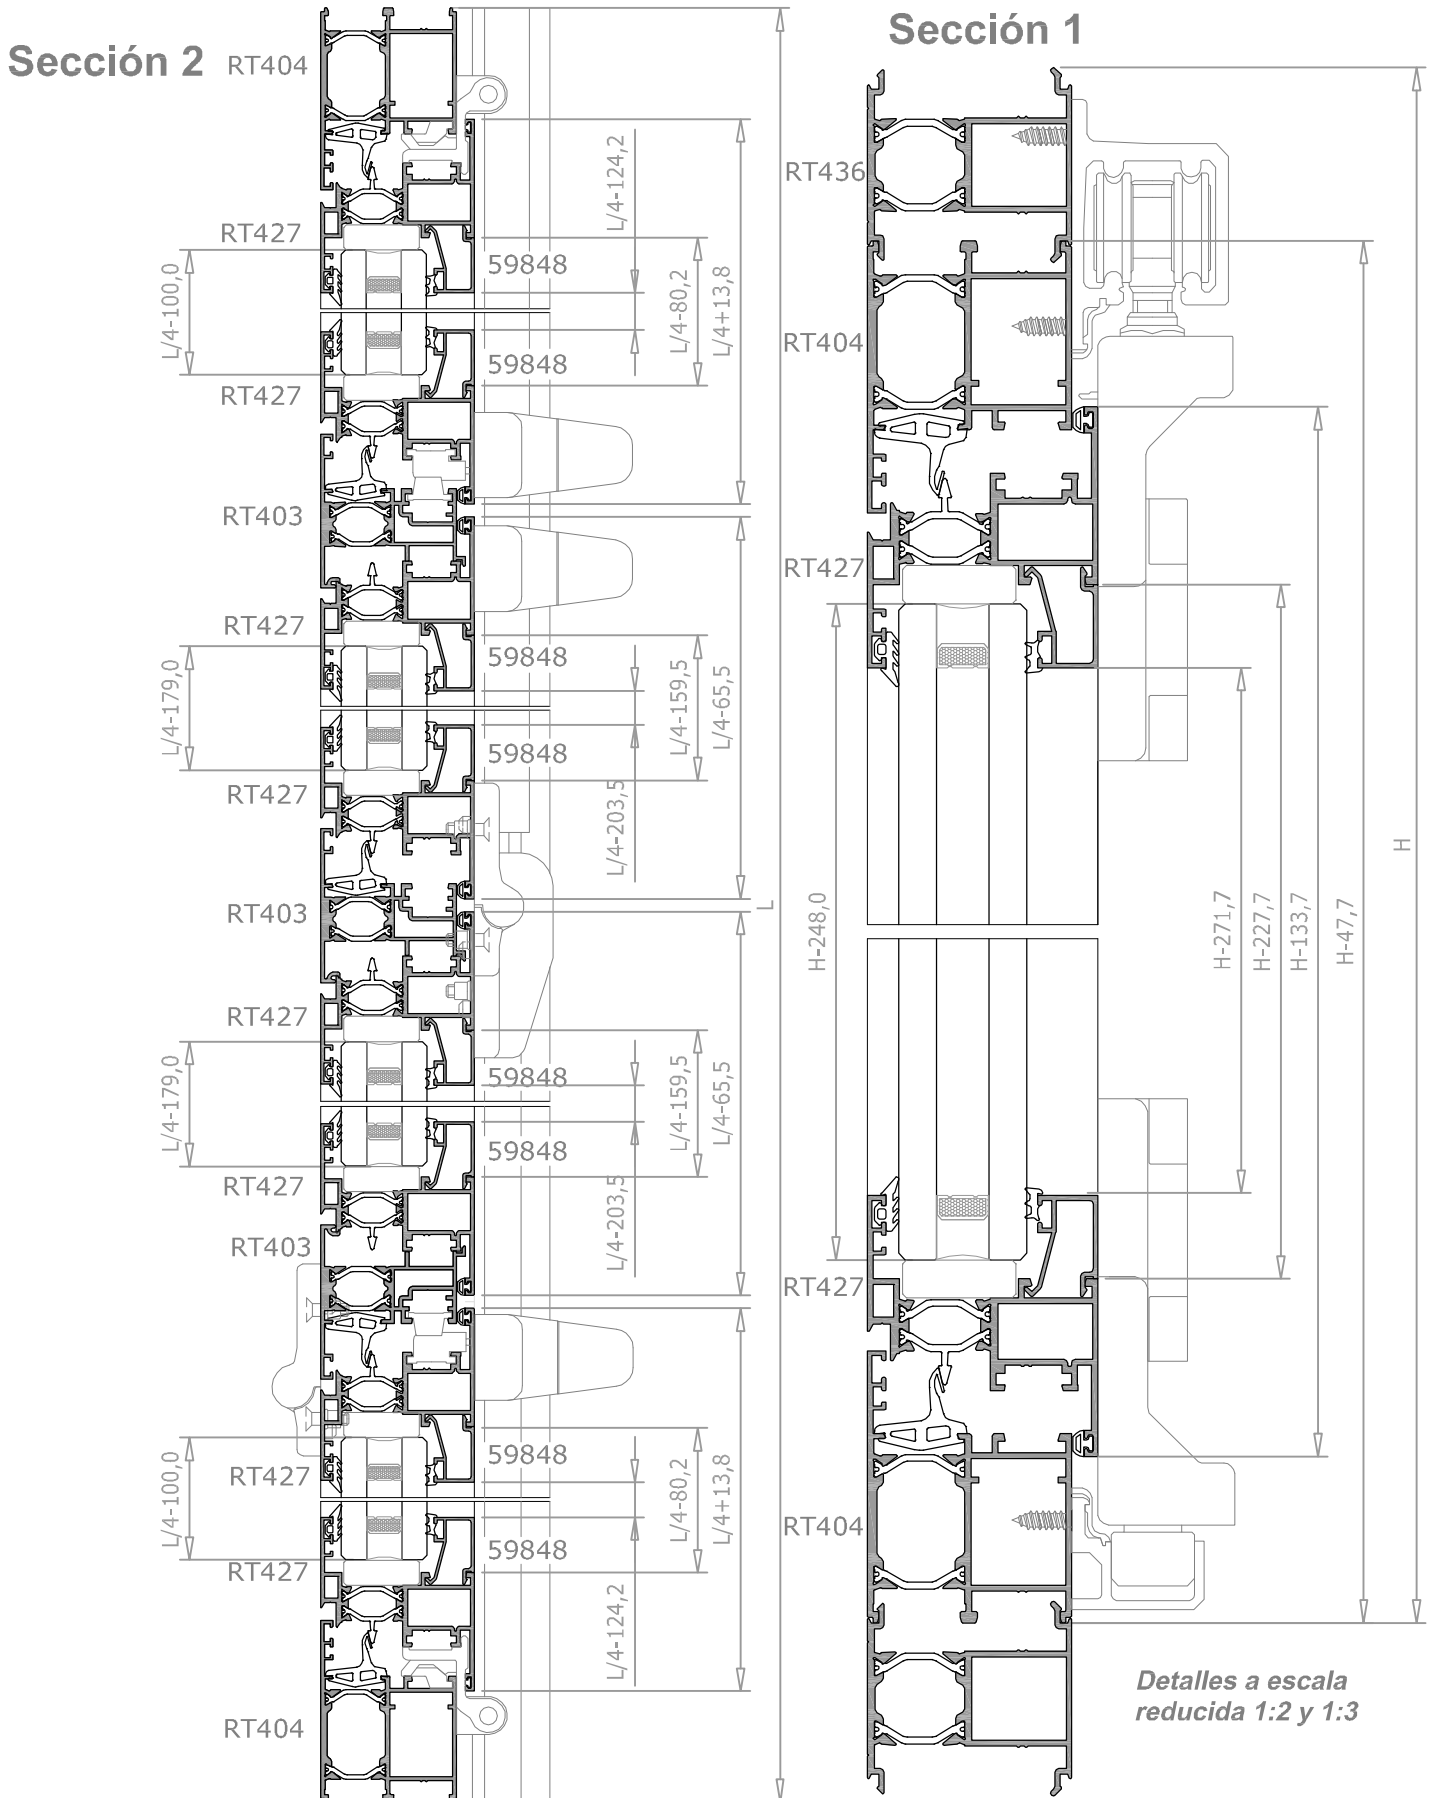 Sección 2
RT404
L/4-124,2
RT427
59848
L/4-100,0
L/4-80,2
L/4+13,8
59848
RT427
RT403
RT427
59848
L/4-179,0
L/4-159,5
L/4-65,5
59848
RT427
L/4-203,5
L
RT403
RT427
59848
L/4-179,0
L/4-159,5
L/4-65,5
59848
RT427
L/4-203,5
RT403
59848
RT427
L/4-100,0
L/4-80,2
L/4+13,8
59848
RT427
L/4-124,2
RT404
Sección 1
RT436
RT404
RT427
H
H-248,0
H-271,7
H-227,7
H-133,7
H-47,7
RT427
RT404
Detalles a escala
reducida 1:2 y 1:3